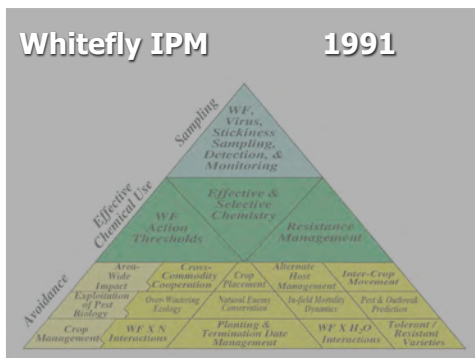 Whitefly IPM 1991
Sampling
WF,
Virus,
Stickiness
Sampling,
Detection, &
Monitoring
Effective
Chemical Use
Effective &
Selective
Chemistry
WF
Action
Thresholds
Resistance
Management
Avoidance
Area-
Wide
Impact
Cross-
Commodity
Cooperation
Crop
Placement
Alternate
Host
Management
Inter-Crop
Movement
Exploitation
of Pest
Biology
Over-Wintering
Ecology
Natural Enemy
Conservation
In-field Mortality
Dynamics
Pest & Outbreak
Prediction
Crop
Management
WF X N
Interactions
Planting &
Termination Date
Management
WF X H2O
Interactions
Tolerant /
Resistant
Varieties